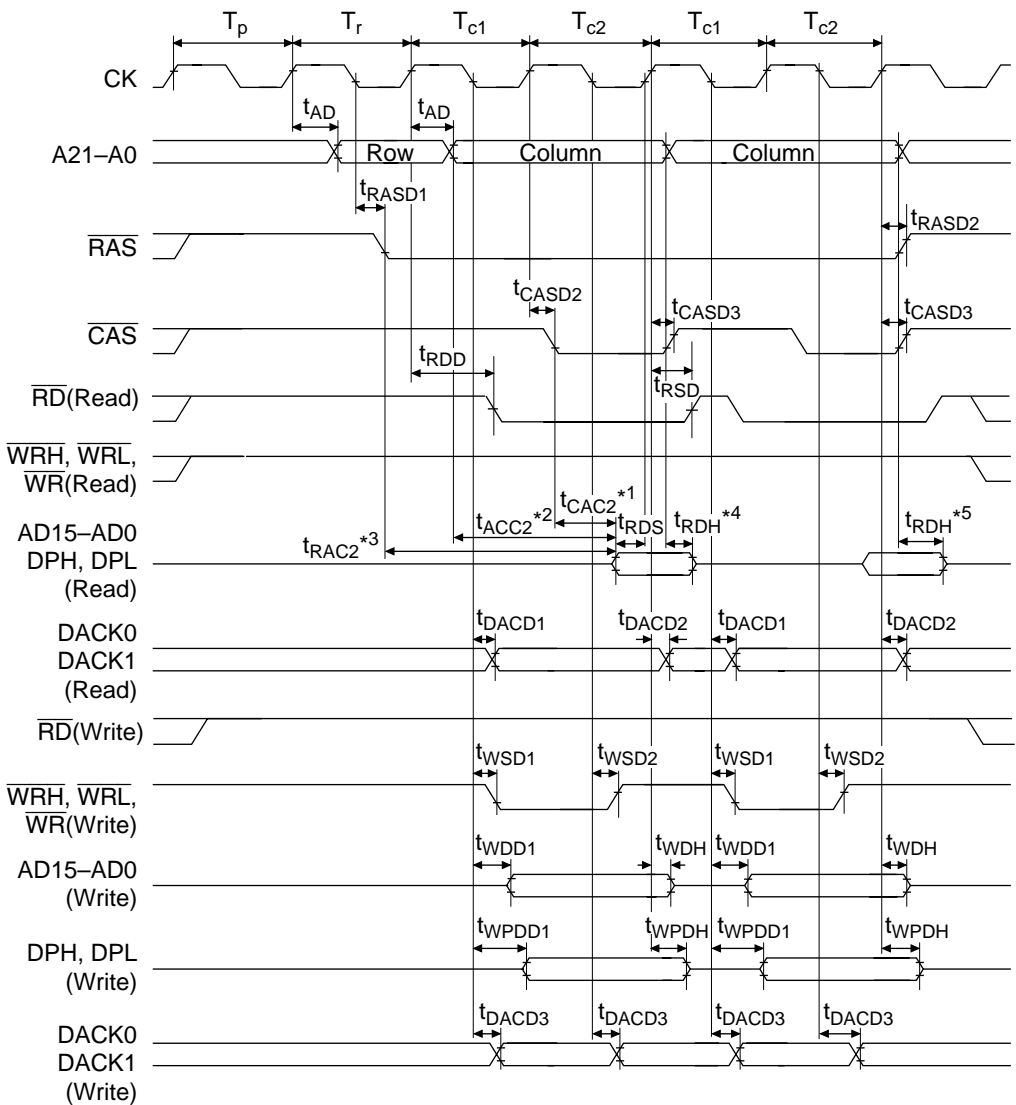 Tp Tr Tc1 Tc2 Tc1 Tc2
CK
tAD tAD
A21–A0 Row Column Column
tRASD1
RAS tRASD2
tCASD2 tCASD3 tCASD3
CAS
tRDD tRSD
RD(Read)
WRH, WRL,
WR(Read)
tCAC2*1
tACC2*2 tRDS tRDH*4 tRDH*5
tRAC2*3
AD15–AD0
DPH, DPL
(Read)
tDACD1 tDACD2 tDACD1 tDACD2
DACK0
DACK1
(Read)
RD(Write)
tWSD1 tWSD2 tWSD1 tWSD2
WRH, WRL,
WR(Write)
tWDD1 tWDH tWDD1 tWDH
AD15–AD0
(Write)
tWPDD1 tWPDH tWPDD1 tWPDH
DPH, DPL
(Write)
tDACD3 tDACD3 tDACD3 tDACD3
DACK0
DACK1
(Write)